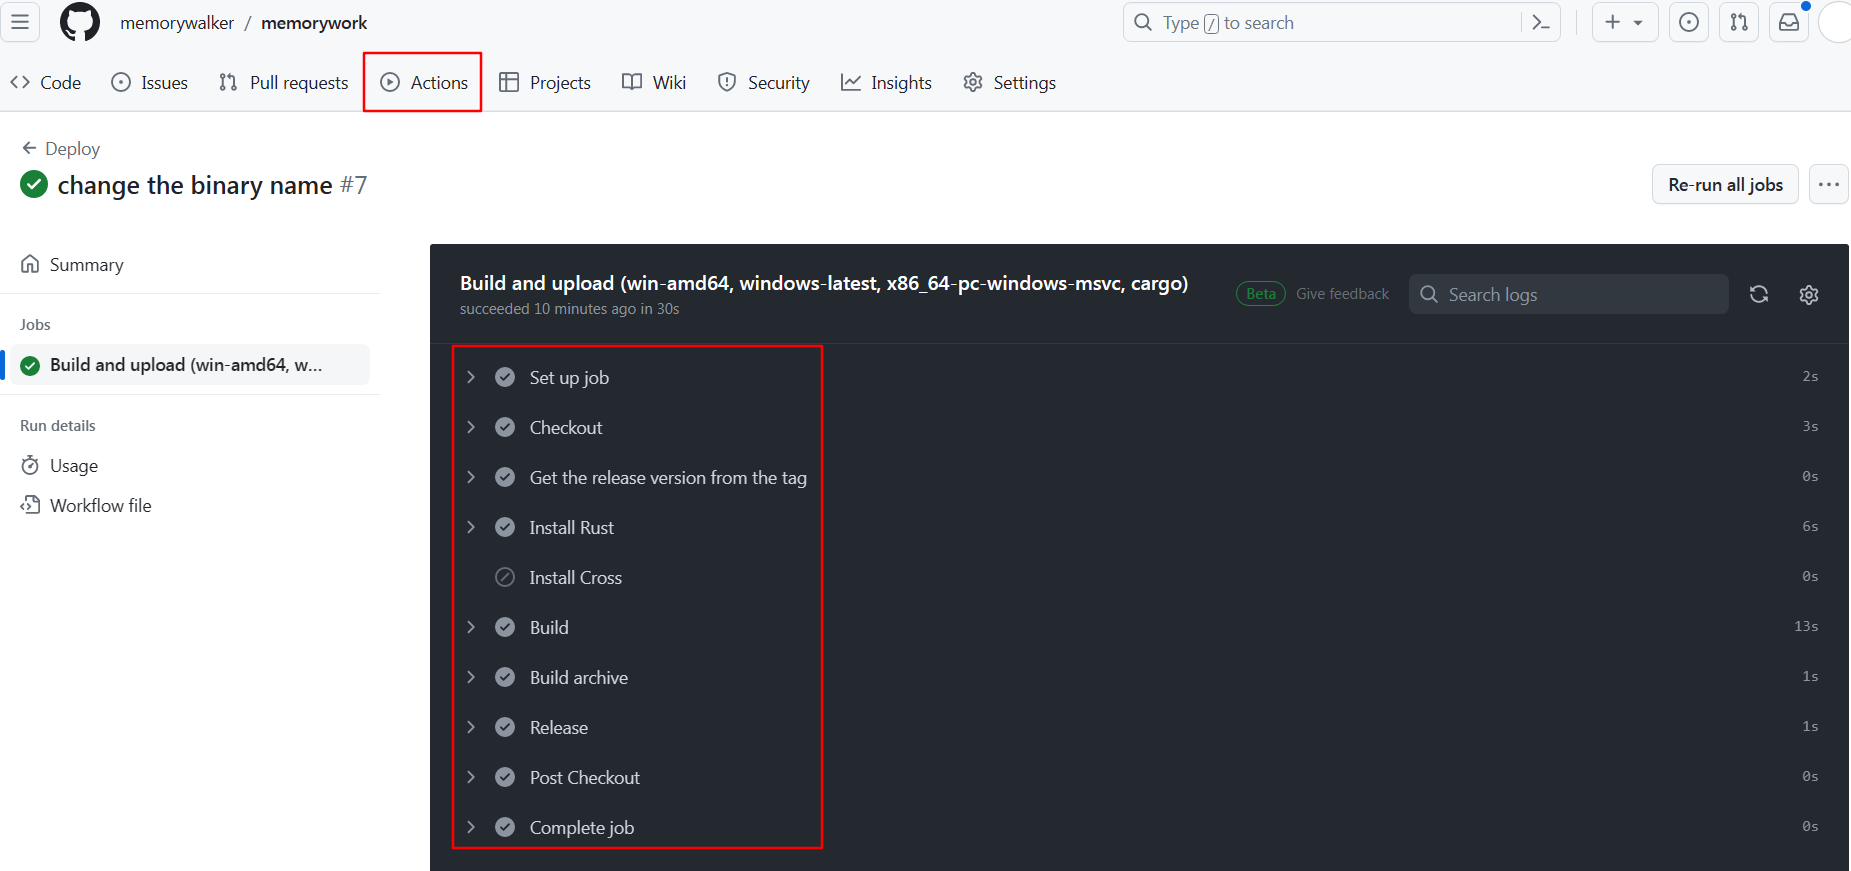 memorywalker / memorywork
Type / to search
Code Issues Pull requests Actions Projects Wiki Security Insights Settings
Deploy
change the binary name #7
Re-run all jobs
Summary
Jobs
Build and upload (win-amd64, w...
Run details
Usage
Workflow file
Build and upload (win-amd64, windows-latest, x86_64-pc-windows-msvc, cargo)
succeeded 10 minutes ago in 30s
Beta Give feedback
Search logs
Set up job 2s
Checkout 3s
Get the release version from the tag 0s
Install Rust 6s
Install Cross 0s
Build 13s
Build archive 1s
Release 1s
Post Checkout 0s
Complete job 0s